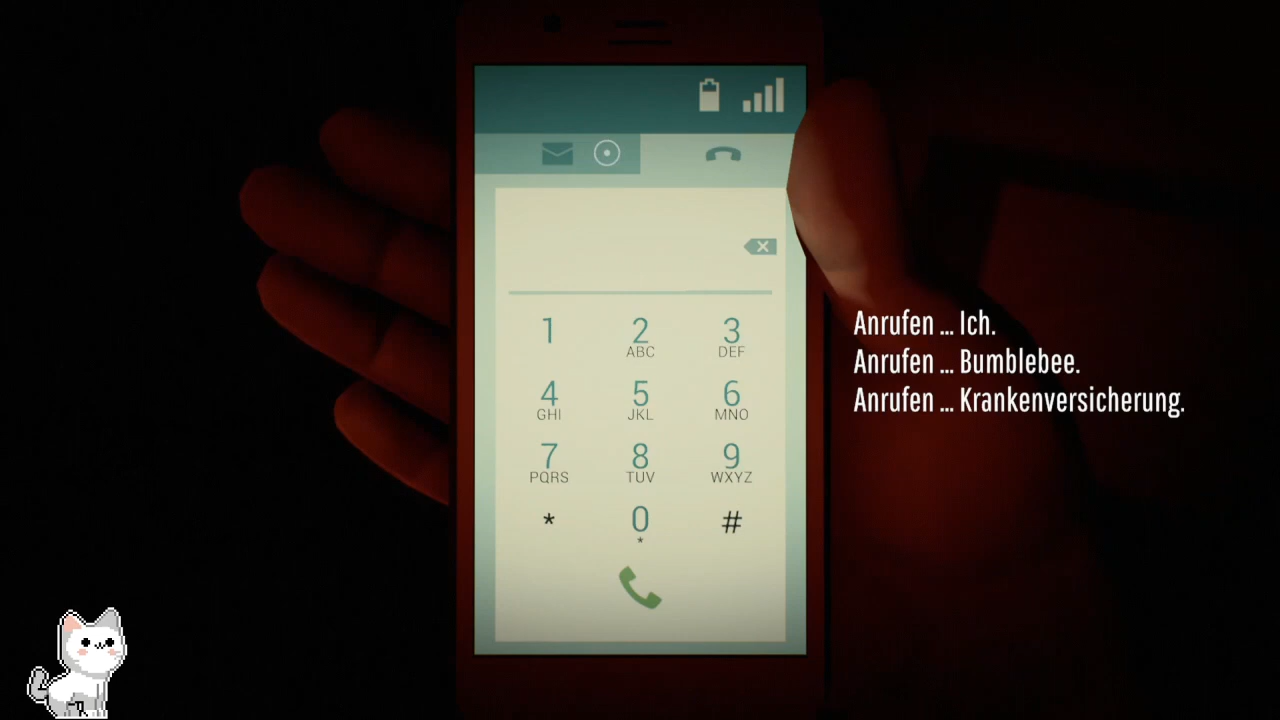 1
2
3
ABC
DEF
4
5
6
GHI
JKL
MNO
7
8
9
PQRS
TUV
WXYZ
*
0
#
*
Anrufen ... Ich.
Anrufen ... Bumblebee.
Anrufen ... Krankenversicherung.